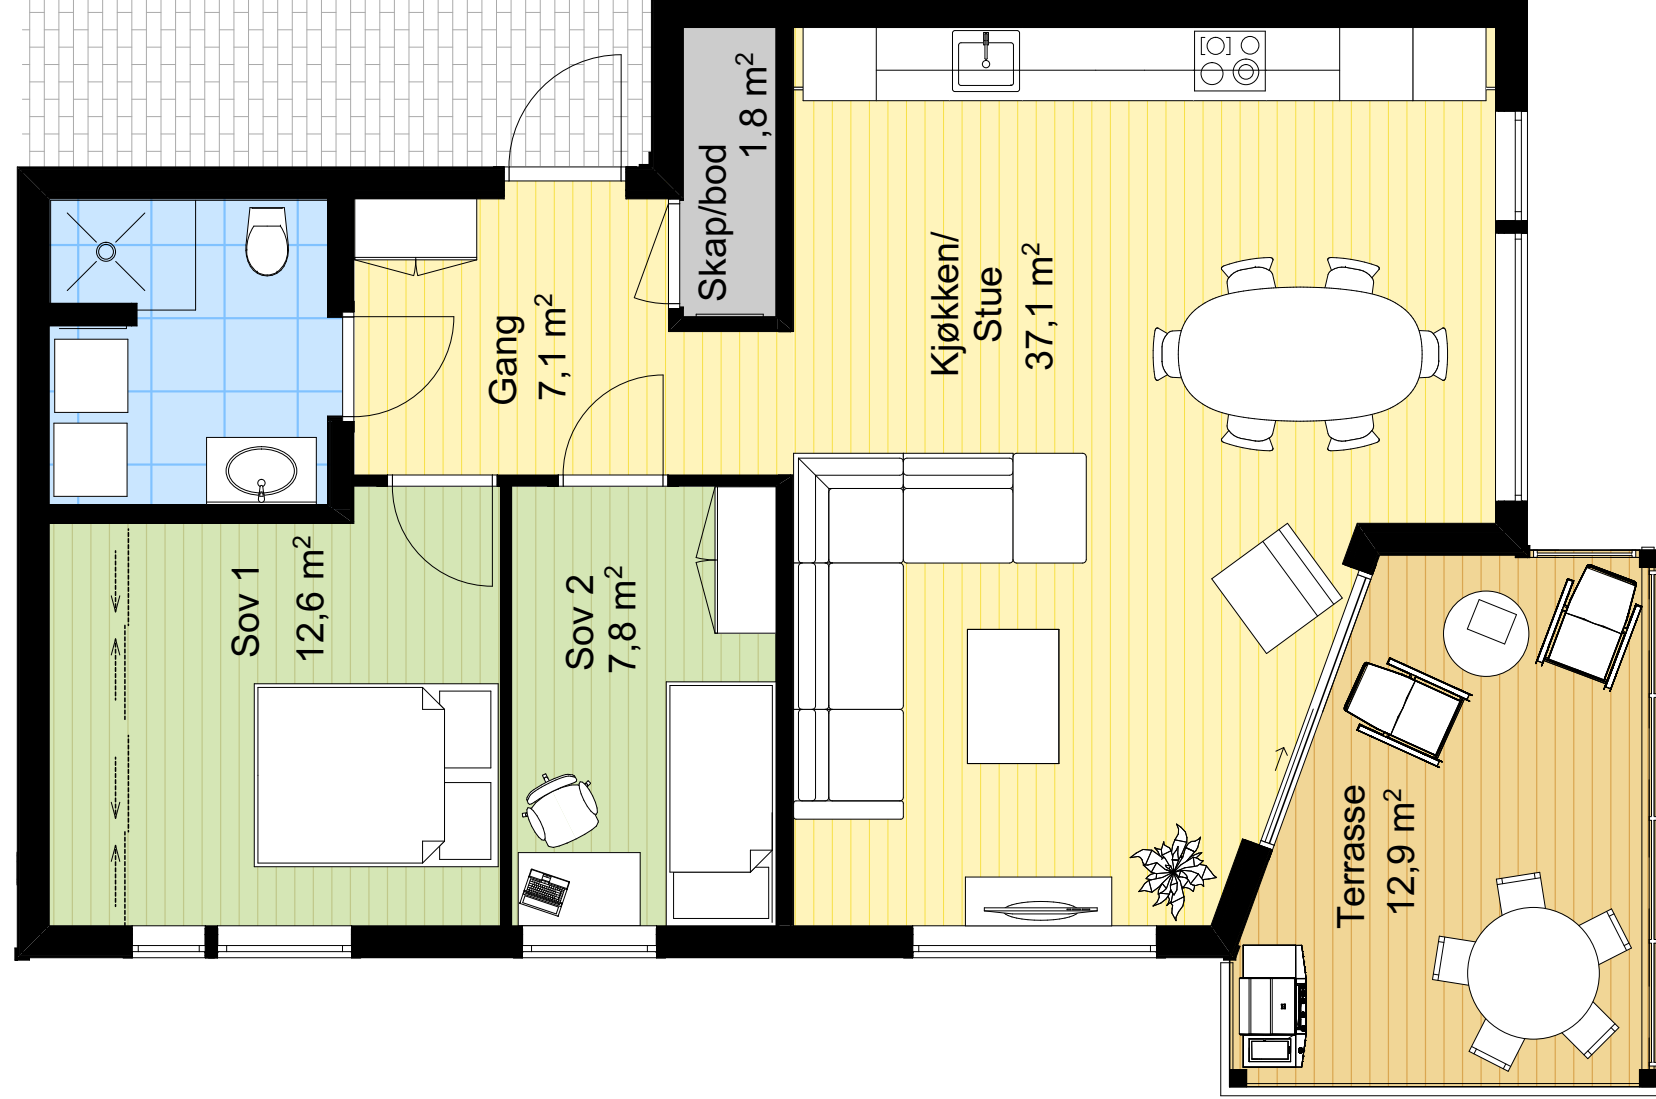 Skap/bod
1,8 m²
Kjøkken/
Stue
37,1 m²
Gang
7,1 m²
Sov 1
12,6 m²
Sov 2
7,8 m²
Terrasse
12,9 m²